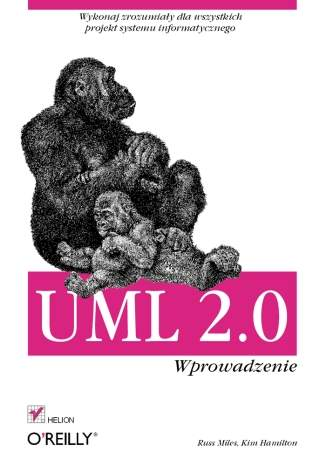 Wykonaj zrozumiały dla wszystkich
projekt systemu informatycznego
UML 2.0
Wprowadzenie
HELION
O'REILLY®
Russ Miles, Kim Hamilton